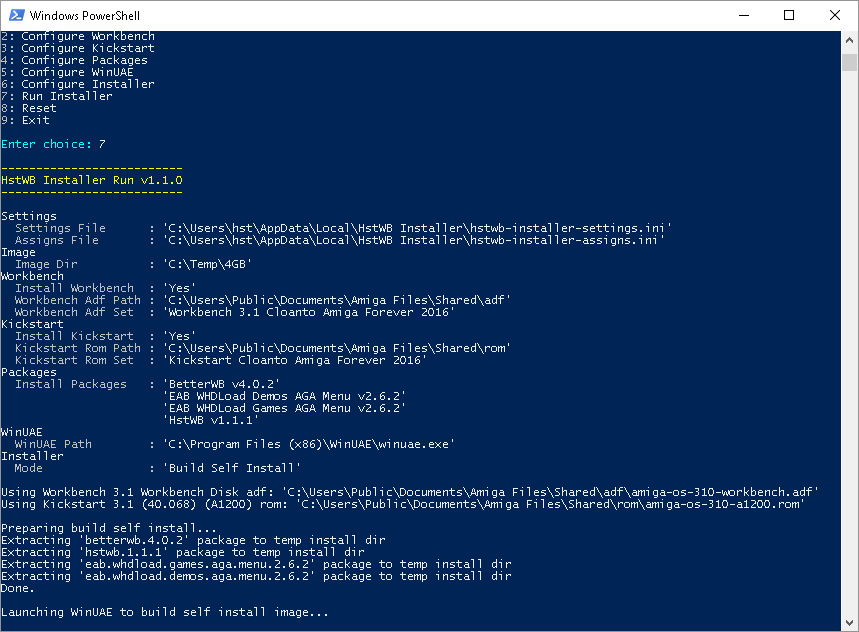 Windows PowerShell
2: Configure Workbench
3: Configure Kickstart
4: Configure Packages
5: Configure WinUAE
6: Configure Installer
7: Run Installer
8: Reset
9: Exit
Enter choice: 7
--------------------------
HstWB Installer Run v1.1.0
--------------------------
Settings
  Settings File      : 'C:\Users\hst\AppData\Local\HstWB Installer\hstwb-installer-settings.ini'
  Assigns File       : 'C:\Users\hst\AppData\Local\HstWB Installer\hstwb-installer-assigns.ini'
Image
  Image Dir          : 'C:\Temp\4GB'
Workbench
  Install Workbench  : 'Yes'
  Workbench Adf Path : 'C:\Users\Public\Documents\Amiga Files\Shared\adf'
  Workbench Adf Set  : 'Workbench 3.1 Cloanto Amiga Forever 2016'
Kickstart
  Install Kickstart  : 'Yes'
  Kickstart Rom Path : 'C:\Users\Public\Documents\Amiga Files\Shared\rom'
  Kickstart Rom Set  : 'Kickstart Cloanto Amiga Forever 2016'
Packages
  Install Packages   : 'BetterWB v4.0.2'
                       'EAB WHDLoad Demos AGA Menu v2.6.2'
                       'EAB WHDLoad Games AGA Menu v2.6.2'
                       'HstWB v1.1.1'
WinUAE
  WinUAE Path        : 'C:\Program Files (x86)\WinUAE\winuae.exe'
Installer
  Mode               : 'Build Self Install'
Using Workbench 3.1 Workbench Disk adf: 'C:\Users\Public\Documents\Amiga Files\Shared\adf\amiga-os-310-workbench.adf'
Using Kickstart 3.1 (40.068) (A1200) rom: 'C:\Users\Public\Documents\Amiga Files\Shared\rom\amiga-os-310-a1200.rom'
Preparing build self install...
Extracting 'betterwb.4.0.2' package to temp install dir
Extracting 'hstwb.1.1.1' package to temp install dir
Extracting 'eab.whdload.games.aga.menu.2.6.2' package to temp install dir
Extracting 'eab.whdload.demos.aga.menu.2.6.2' package to temp install dir
Done.
Launching WinUAE to build self install image...